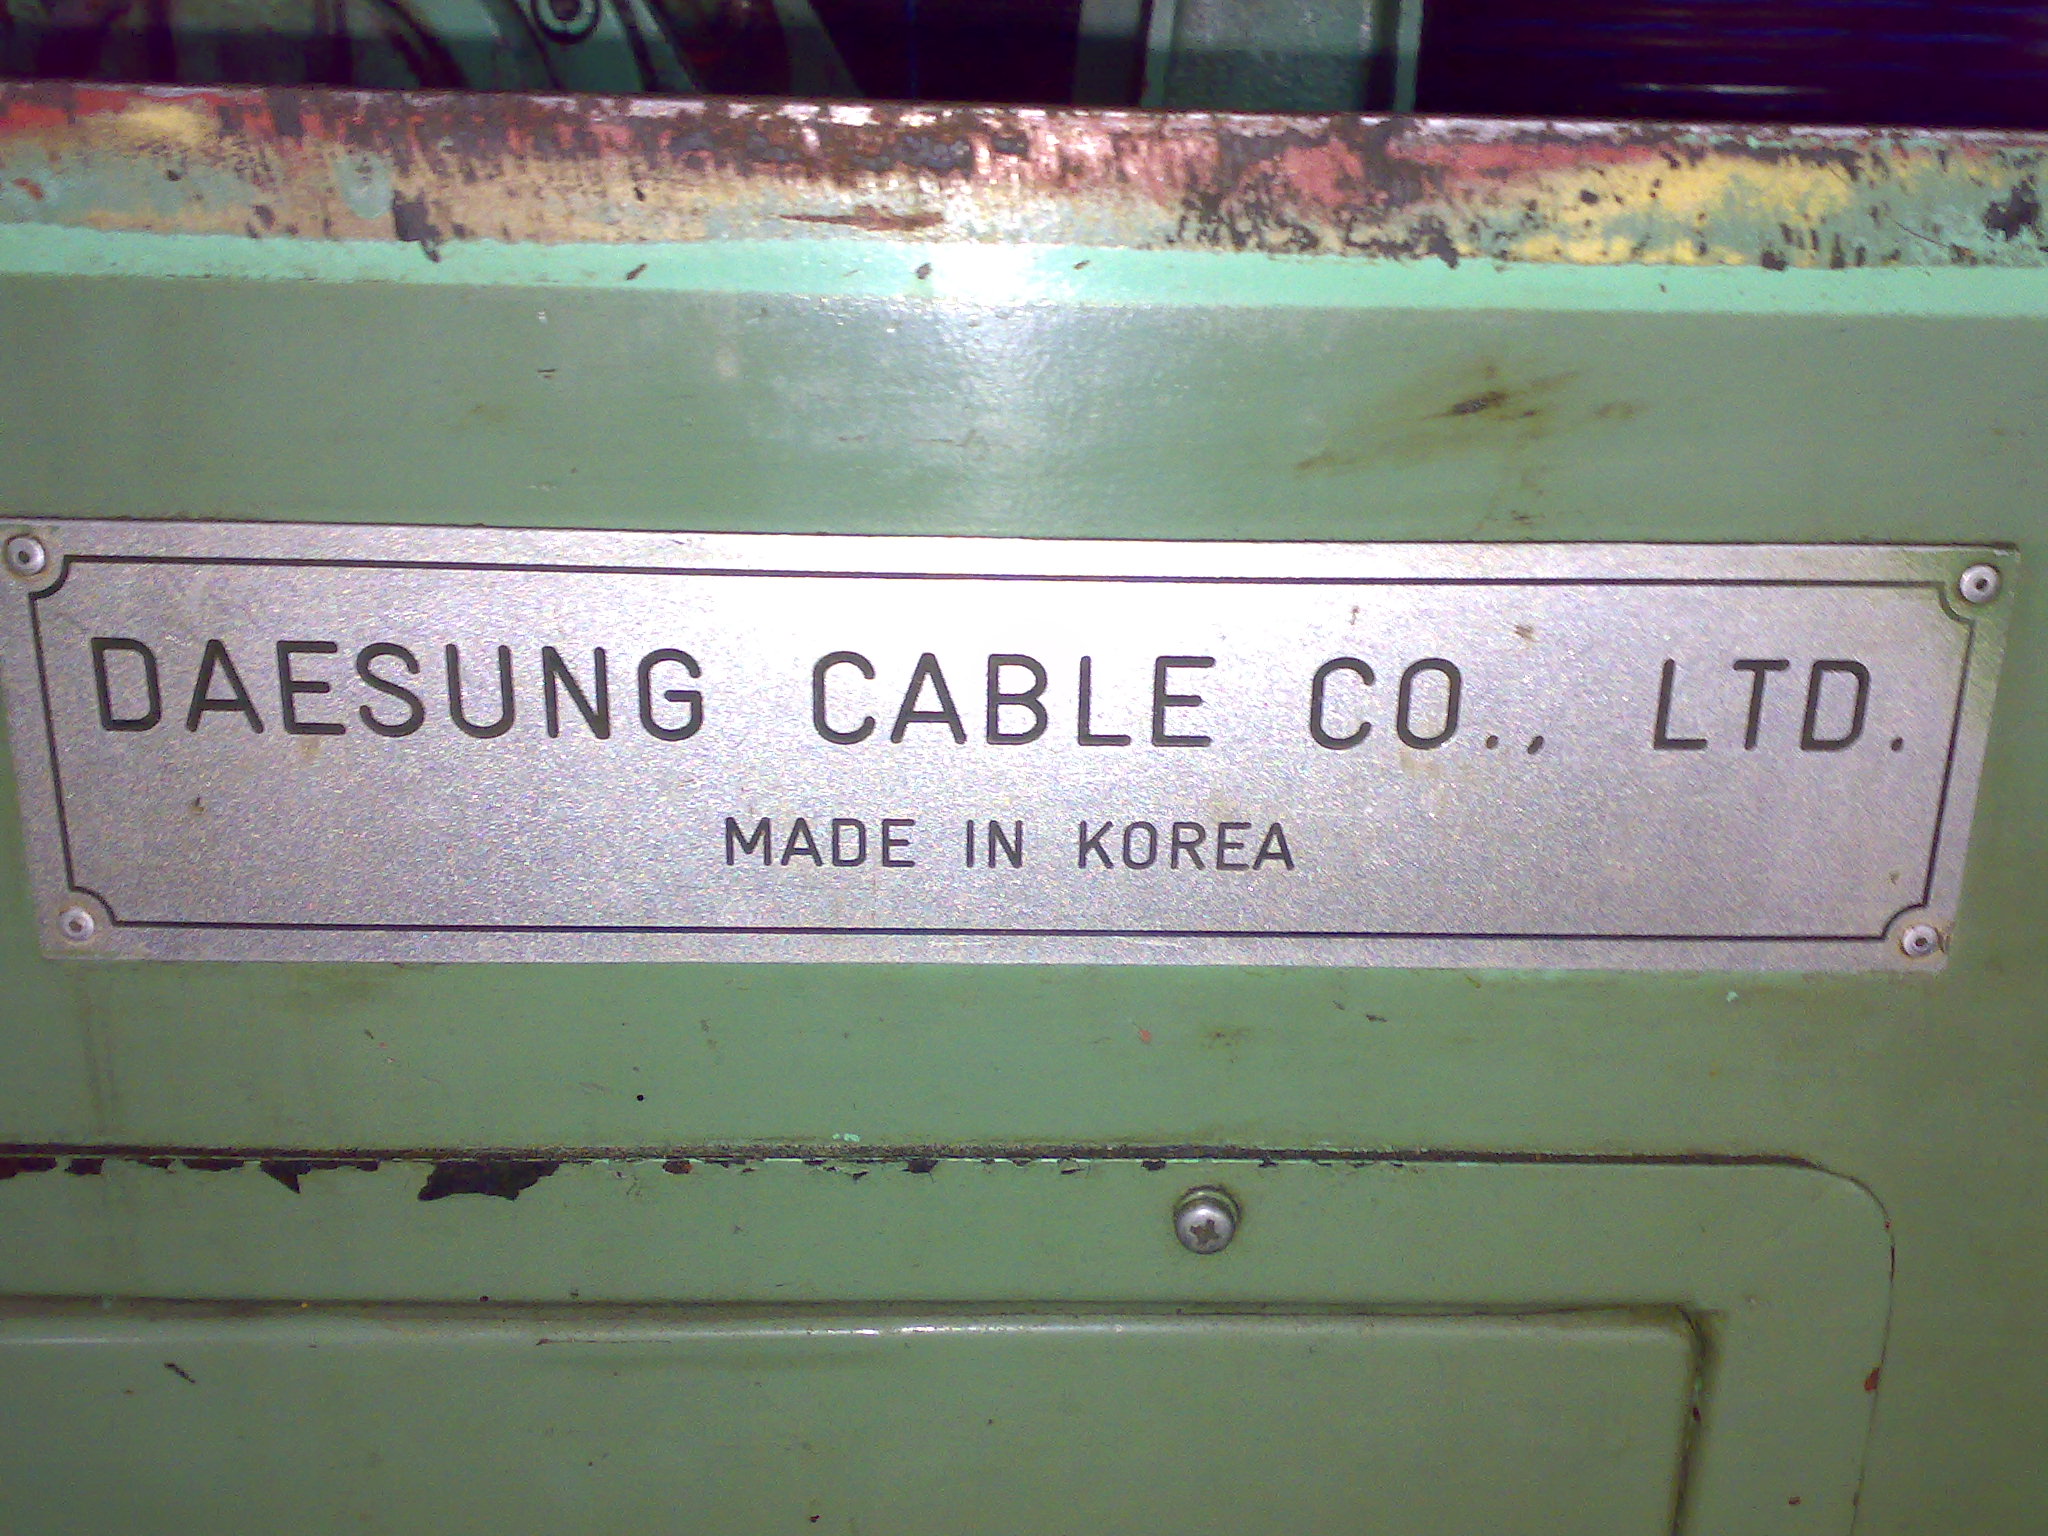 DAESUNG CABLE CO., LTD.
MADE IN KOREA